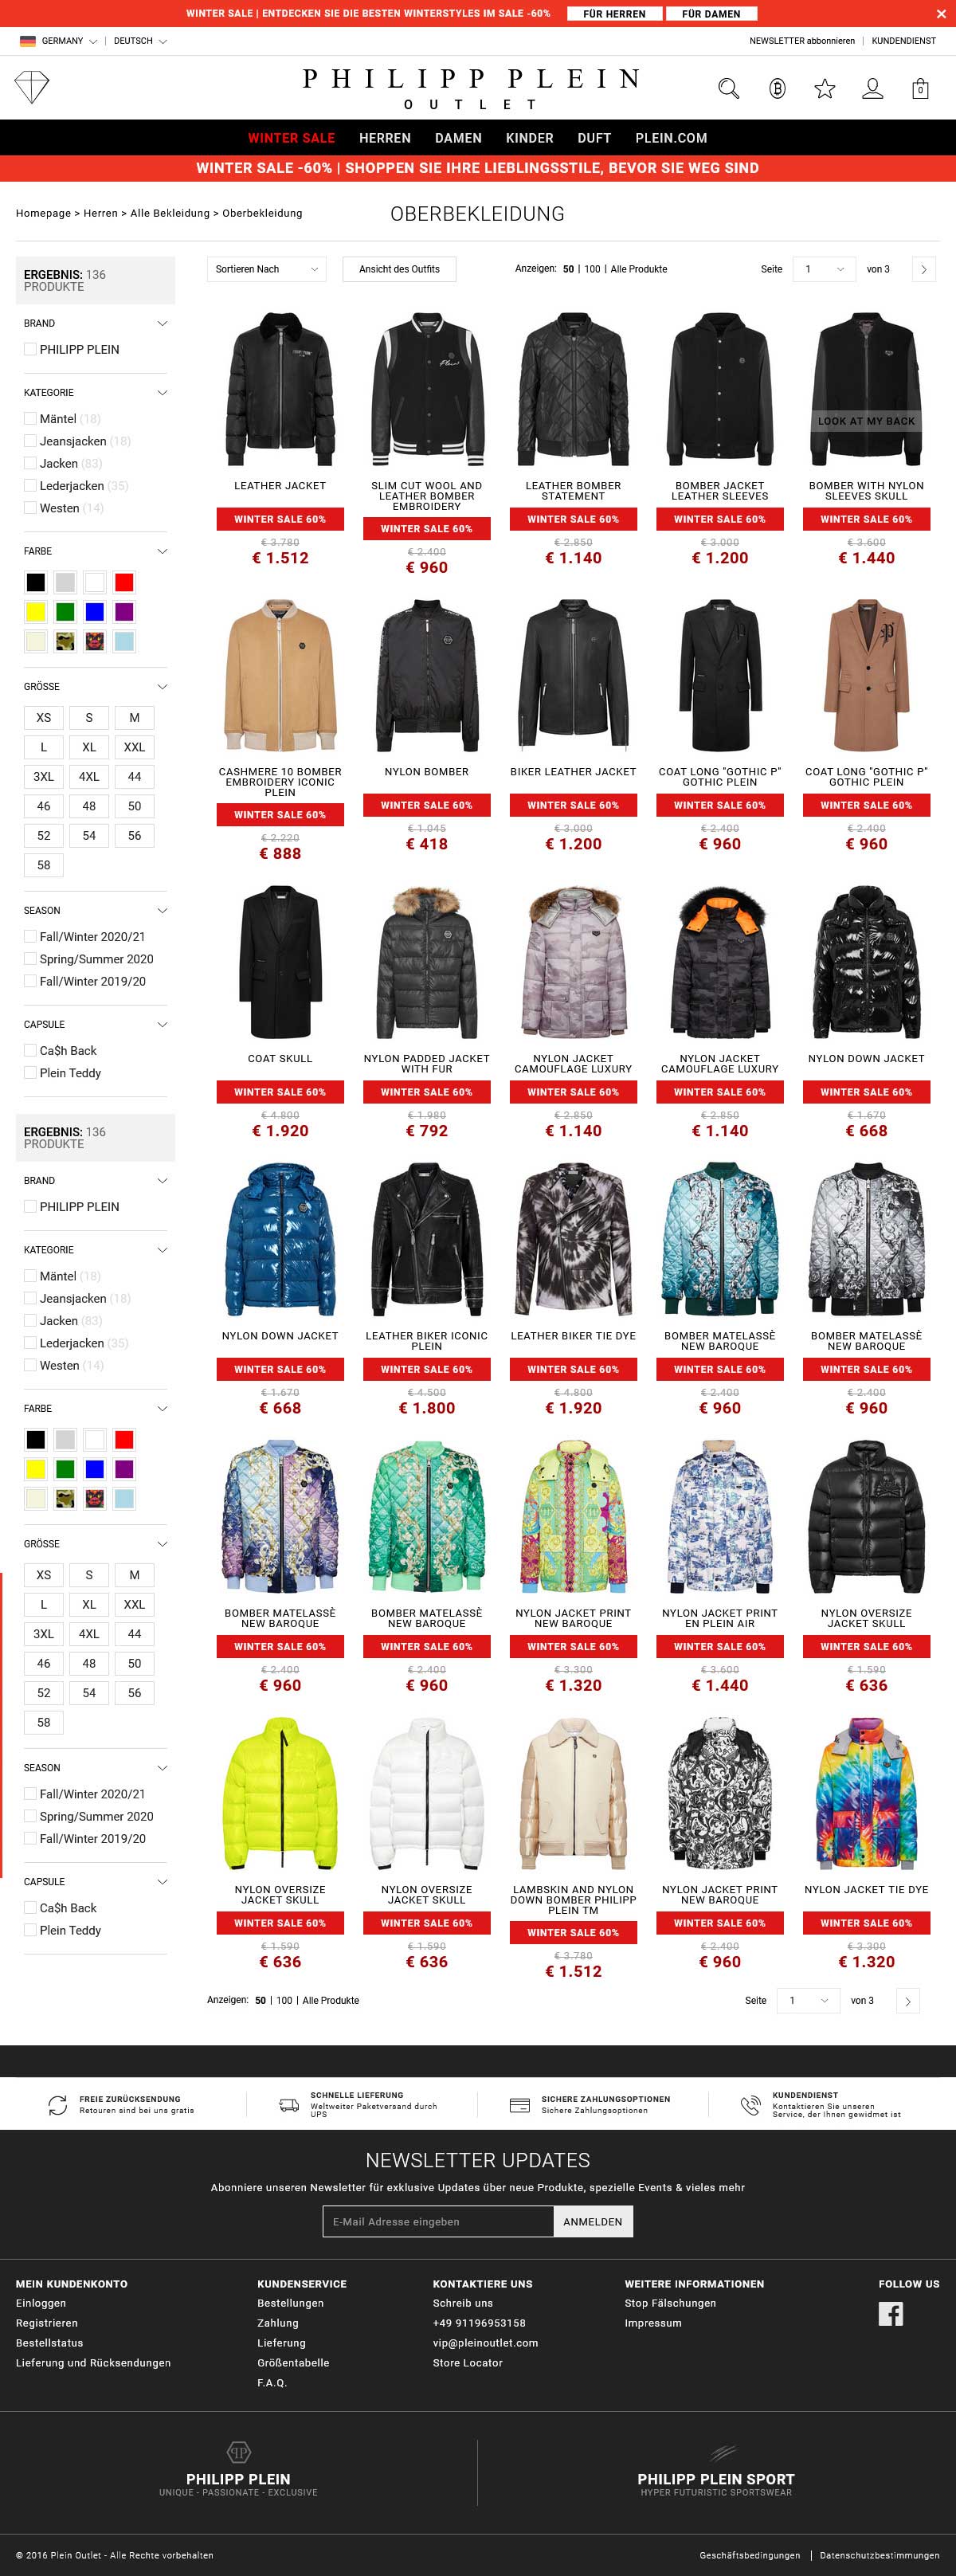 WINTER SALE | ENTDECKEN SIE DIE BESTEN WINTERSTYLES IM SALE -60% FÜR HERREN FÜR DAMEN
GERMANY | DEUTSCH NEWSLETTER abbonnieren | KUNDENDIENST
PHILIPP PLEIN
OUTLET
0
WINTER SALE HERREN DAMEN KINDER DUFT PLEIN.COM
WINTER SALE -60% | SHOPPEN SIE IHRE LIEBLINGSSTILE, BEVOR SIE WEG SIND
Homepage > Herren > Alle Bekleidung > Oberbekleidung
OBERBEKLEIDUNG
ERGEBNIS: 136
PRODUKTE
BRAND
PHILIPP PLEIN
KATEGORIE
Mäntel (18)
Jeansjacken (18)
Jacken (83)
Lederjacken (35)
Westen (14)
FARBE
GRÖSSE
XS S M
L XL XXL
3XL 4XL 44
46 48 50
52 54 56
58
SEASON
Fall/Winter 2020/21
Spring/Summer 2020
Fall/Winter 2019/20
CAPSULE
Ca$h Back
Plein Teddy
ERGEBNIS: 136
PRODUKTE
BRAND
PHILIPP PLEIN
KATEGORIE
Mäntel (18)
Jeansjacken (18)
Jacken (83)
Lederjacken (35)
Westen (14)
FARBE
GRÖSSE
XS S M
L XL XXL
3XL 4XL 44
46 48 50
52 54 56
58
SEASON
Fall/Winter 2020/21
Spring/Summer 2020
Fall/Winter 2019/20
CAPSULE
Ca$h Back
Plein Teddy
Sortieren Nach Ansicht des Outfits Anzeigen: 50 | 100 | Alle Produkte Seite 1 von 3
LEATHER JACKET
WINTER SALE 60%
€ 3.780
€ 1.512
SLIM CUT WOOL AND
LEATHER BOMBER
EMBROIDERY
WINTER SALE 60%
€ 2.400
€ 960
LEATHER BOMBER
STATEMENT
WINTER SALE 60%
€ 2.850
€ 1.140
BOMBER JACKET
LEATHER SLEEVES
WINTER SALE 60%
€ 3.000
€ 1.200
LOOK AT MY BACK
BOMBER WITH NYLON
SLEEVES SKULL
WINTER SALE 60%
€ 3.600
€ 1.440
CASHMERE 10 BOMBER
EMBROIDERY ICONIC
PLEIN
WINTER SALE 60%
€ 2.220
€ 888
NYLON BOMBER
WINTER SALE 60%
€ 1.045
€ 418
BIKER LEATHER JACKET
WINTER SALE 60%
€ 3.000
€ 1.200
COAT LONG "GOTHIC P"
GOTHIC PLEIN
WINTER SALE 60%
€ 2.400
€ 960
COAT LONG "GOTHIC P"
GOTHIC PLEIN
WINTER SALE 60%
€ 2.400
€ 960
COAT SKULL
WINTER SALE 60%
€ 4.800
€ 1.920
NYLON PADDED JACKET
WITH FUR
WINTER SALE 60%
€ 1.980
€ 792
NYLON JACKET
CAMOUFLAGE LUXURY
WINTER SALE 60%
€ 2.850
€ 1.140
NYLON JACKET
CAMOUFLAGE LUXURY
WINTER SALE 60%
€ 2.850
€ 1.140
NYLON DOWN JACKET
WINTER SALE 60%
€ 1.670
€ 668
NYLON DOWN JACKET
WINTER SALE 60%
€ 1.670
€ 668
LEATHER BIKER ICONIC
PLEIN
WINTER SALE 60%
€ 4.500
€ 1.800
LEATHER BIKER TIE DYE
WINTER SALE 60%
€ 4.800
€ 1.920
BOMBER MATELASSÈ
NEW BAROQUE
WINTER SALE 60%
€ 2.400
€ 960
BOMBER MATELASSÈ
NEW BAROQUE
WINTER SALE 60%
€ 2.400
€ 960
BOMBER MATELASSÈ
NEW BAROQUE
WINTER SALE 60%
€ 2.400
€ 960
BOMBER MATELASSÈ
NEW BAROQUE
WINTER SALE 60%
€ 2.400
€ 960
NYLON JACKET PRINT
NEW BAROQUE
WINTER SALE 60%
€ 3.300
€ 1.320
NYLON JACKET PRINT
EN PLEIN AIR
WINTER SALE 60%
€ 3.600
€ 1.440
NYLON OVERSIZE
JACKET SKULL
WINTER SALE 60%
€ 1.590
€ 636
NYLON OVERSIZE
JACKET SKULL
WINTER SALE 60%
€ 1.590
€ 636
NYLON OVERSIZE
JACKET SKULL
WINTER SALE 60%
€ 1.590
€ 636
LAMBSKIN AND NYLON
DOWN BOMBER PHILIPP
PLEIN TM
WINTER SALE 60%
€ 3.780
€ 1.512
NYLON JACKET PRINT
NEW BAROQUE
WINTER SALE 60%
€ 2.400
€ 960
NYLON JACKET TIE DYE
WINTER SALE 60%
€ 3.300
€ 1.320
Anzeigen: 50 | 100 | Alle Produkte Seite 1 von 3
FREIE ZURÜCKSENDUNG
Retouren sind bei uns gratis
SCHNELLE LIEFERUNG
Weltweiter Paketversand durch
UPS
SICHERE ZAHLUNGSOPTIONEN
Sichere Zahlungsoptionen
KUNDENDIENST
Kontaktieren Sie unseren
Service, der Ihnen gewidmet ist
NEWSLETTER UPDATES
Abonniere unseren Newsletter für exklusive Updates über neue Produkte, spezielle Events & vieles mehr
E-Mail Adresse eingeben ANMELDEN
MEIN KUNDENKONTO
Einloggen
Registrieren
Bestellstatus
Lieferung und Rücksendungen
KUNDENSERVICE
Bestellungen
Zahlung
Lieferung
Größentabelle
F.A.Q.
KONTAKTIERE UNS
Schreib uns
+49 91196953158
vip@pleinoutlet.com
Store Locator
WEITERE INFORMATIONEN
Stop Fälschungen
Impressum
FOLLOW US
PHILIPP PLEIN
UNIQUE - PASSIONATE - EXCLUSIVE
PHILIPP PLEIN SPORT
HYPER FUTURISTIC SPORTSWEAR
© 2016 Plein Outlet - Alle Rechte vorbehalten Geschäftsbedingungen | Datenschutzbestimmungen